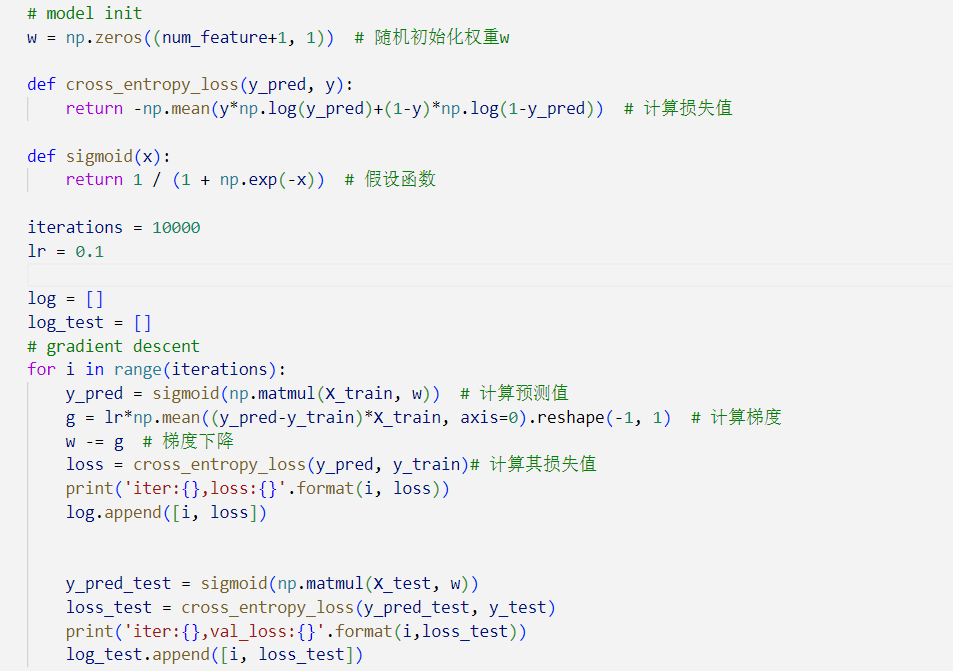 # model init
w = np.zeros((num_feature+1, 1))  # 随机初始化权重w
def cross_entropy_loss(y_pred, y):
    return -np.mean(y*np.log(y_pred)+(1-y)*np.log(1-y_pred))  # 计算损失值
def sigmoid(x):
    return 1 / (1 + np.exp(-x))  # 假设函数
iterations = 10000
lr = 0.1
log = []
log_test = []
# gradient descent
for i in range(iterations):
    y_pred = sigmoid(np.matmul(X_train, w))  # 计算预测值
    g = lr*np.mean((y_pred-y_train)*X_train, axis=0).reshape(-1, 1)  # 计算梯度
    w -= g  # 梯度下降
    loss = cross_entropy_loss(y_pred, y_train)# 计算其损失值
    print('iter:{},loss:{}'.format(i, loss))
    log.append([i, loss])
    y_pred_test = sigmoid(np.matmul(X_test, w))
    loss_test = cross_entropy_loss(y_pred_test, y_test)
    print('iter:{},val_loss:{}'.format(i,loss_test))
    log_test.append([i, loss_test])